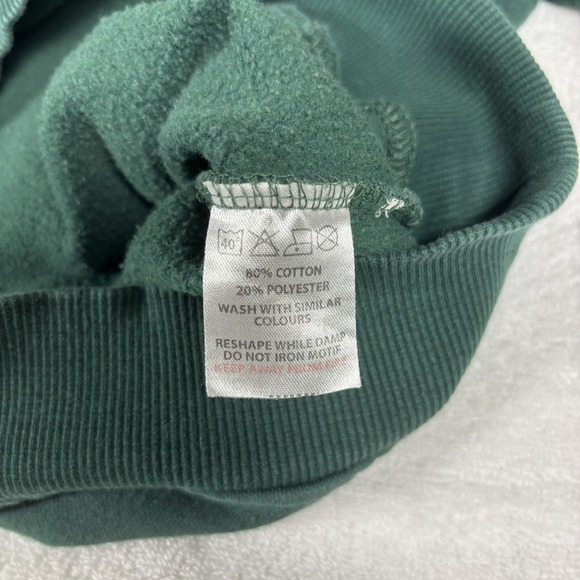 40
80% COTTON
20% POLYESTER
WASH WITH SIMILAR
COLOURS
RESHAPE WHILE DAMP
DO NOT IRON MOTIF
KEEP AWAY FROM FIRE